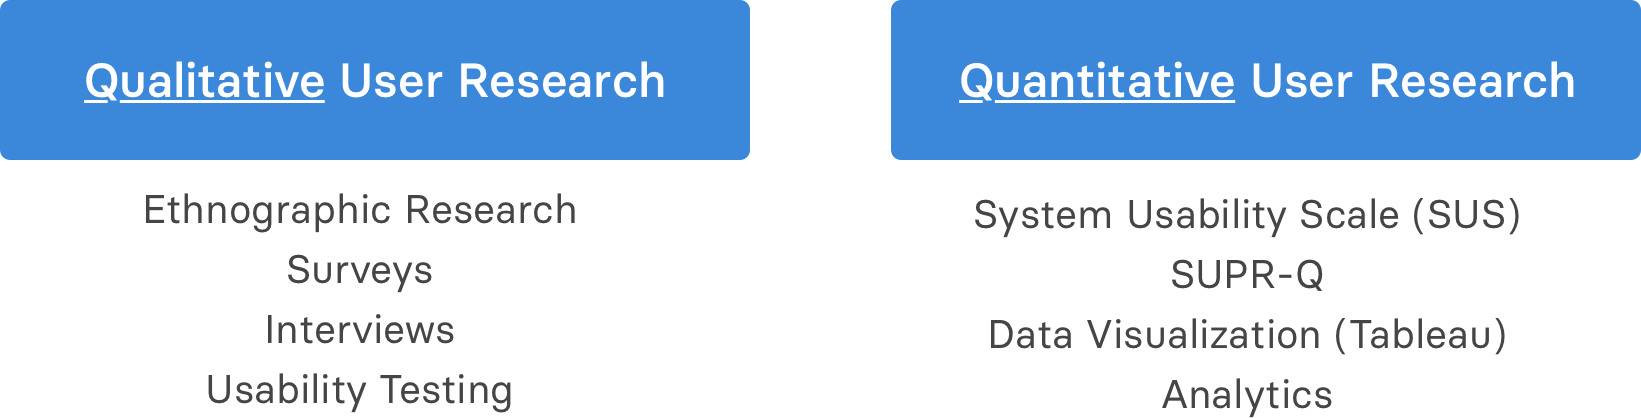 Qualitative User Research
Ethnographic Research
Surveys
Interviews
Usability Testing
Quantitative User Research
System Usability Scale (SUS)
SUPR-Q
Data Visualization (Tableau)
Analytics